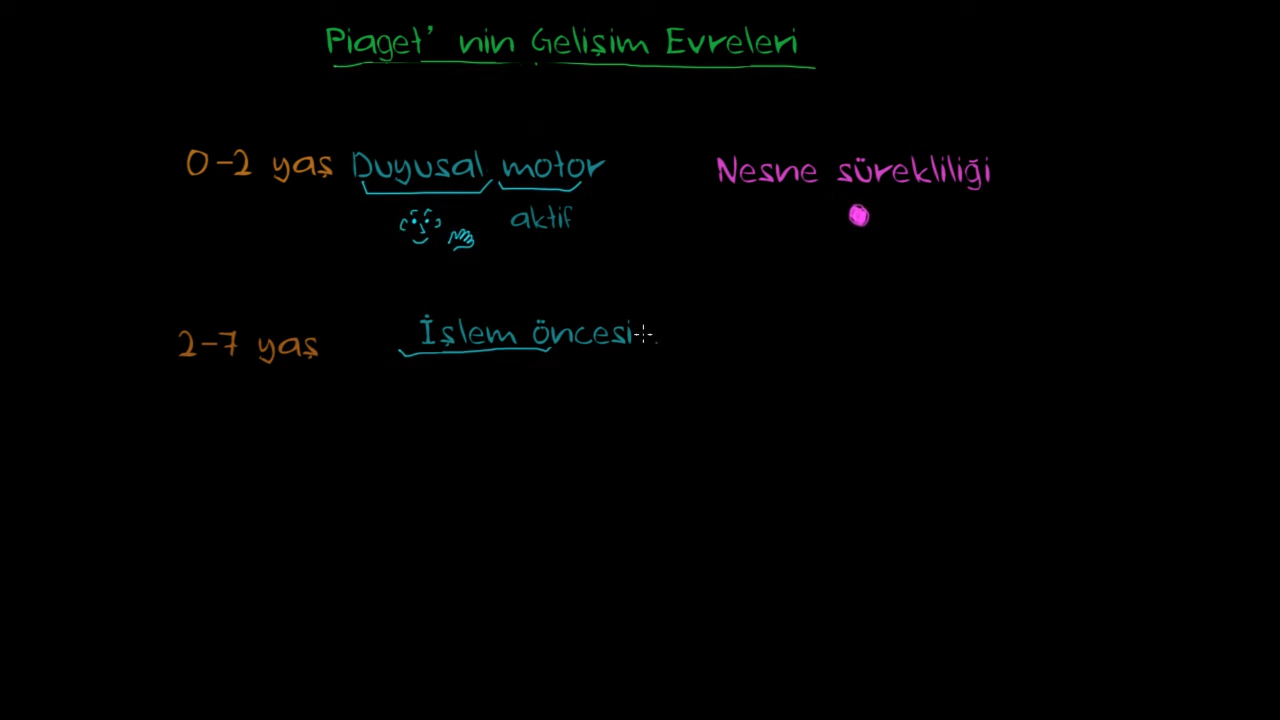 Piaget' nin Gelişim Evreleri
0-2 yaş Duyusal motor Nesne sürekliliği
aktif
2-7 yaş İşlem öncesi